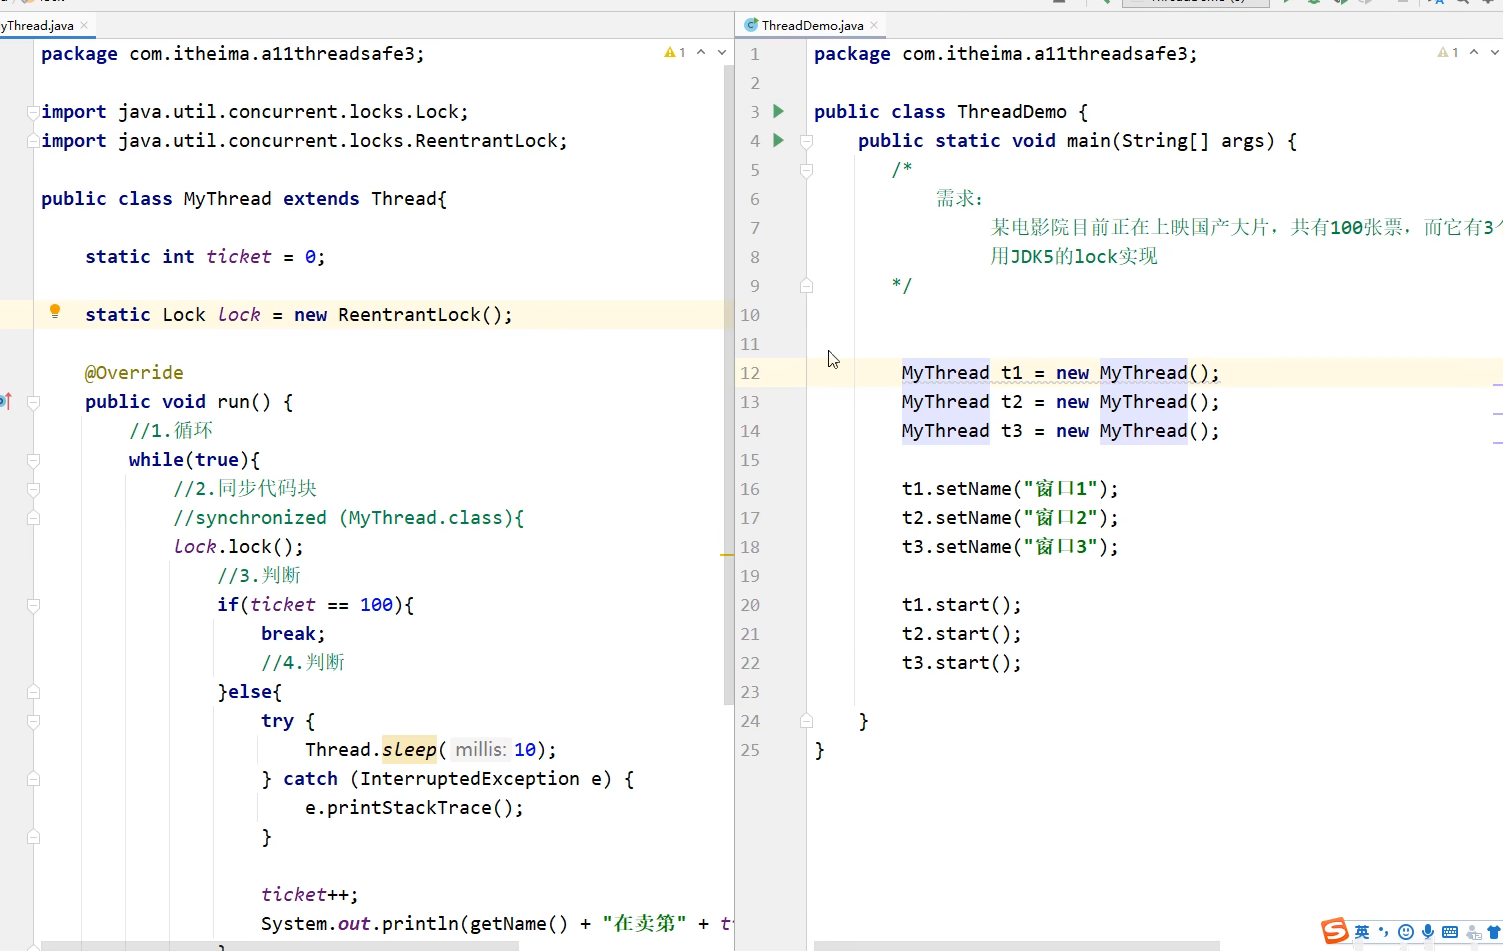 yThread.java
package com.itheima.a11threadsafe3;
1
import java.util.concurrent.locks.Lock;
import java.util.concurrent.locks.ReentrantLock;
public class MyThread extends Thread{
static int ticket = 0;
static Lock lock = new ReentrantLock();
@Override
public void run() {
//1.循环
while(true){
//2.同步代码块
//synchronized (MyThread.class){
lock.lock();
//3.判断
if(ticket == 100){
break;
//4.判断
}else{
try {
Thread.sleep( millis: 10);
} catch (InterruptedException e) {
e.printStackTrace();
}
ticket++;
System.out.println(getName() + "在卖第" + t
ThreadDemo.java
1 package com.itheima.a11threadsafe3;
1
2
3 public class ThreadDemo {
4 public static void main(String[] args) {
5 /*
6 需求：
7 某电影院目前正在上映国产大片，共有100张票，而它有3
8 用JDK5的lock实现
9 */
10
11
12 MyThread t1 = new MyThread();
13 MyThread t2 = new MyThread();
14 MyThread t3 = new MyThread();
15
16 t1.setName("窗口1");
17 t2.setName("窗口2");
18 t3.setName("窗口3");
19
20 t1.start();
21 t2.start();
22 t3.start();
23
24 }
25 }
英